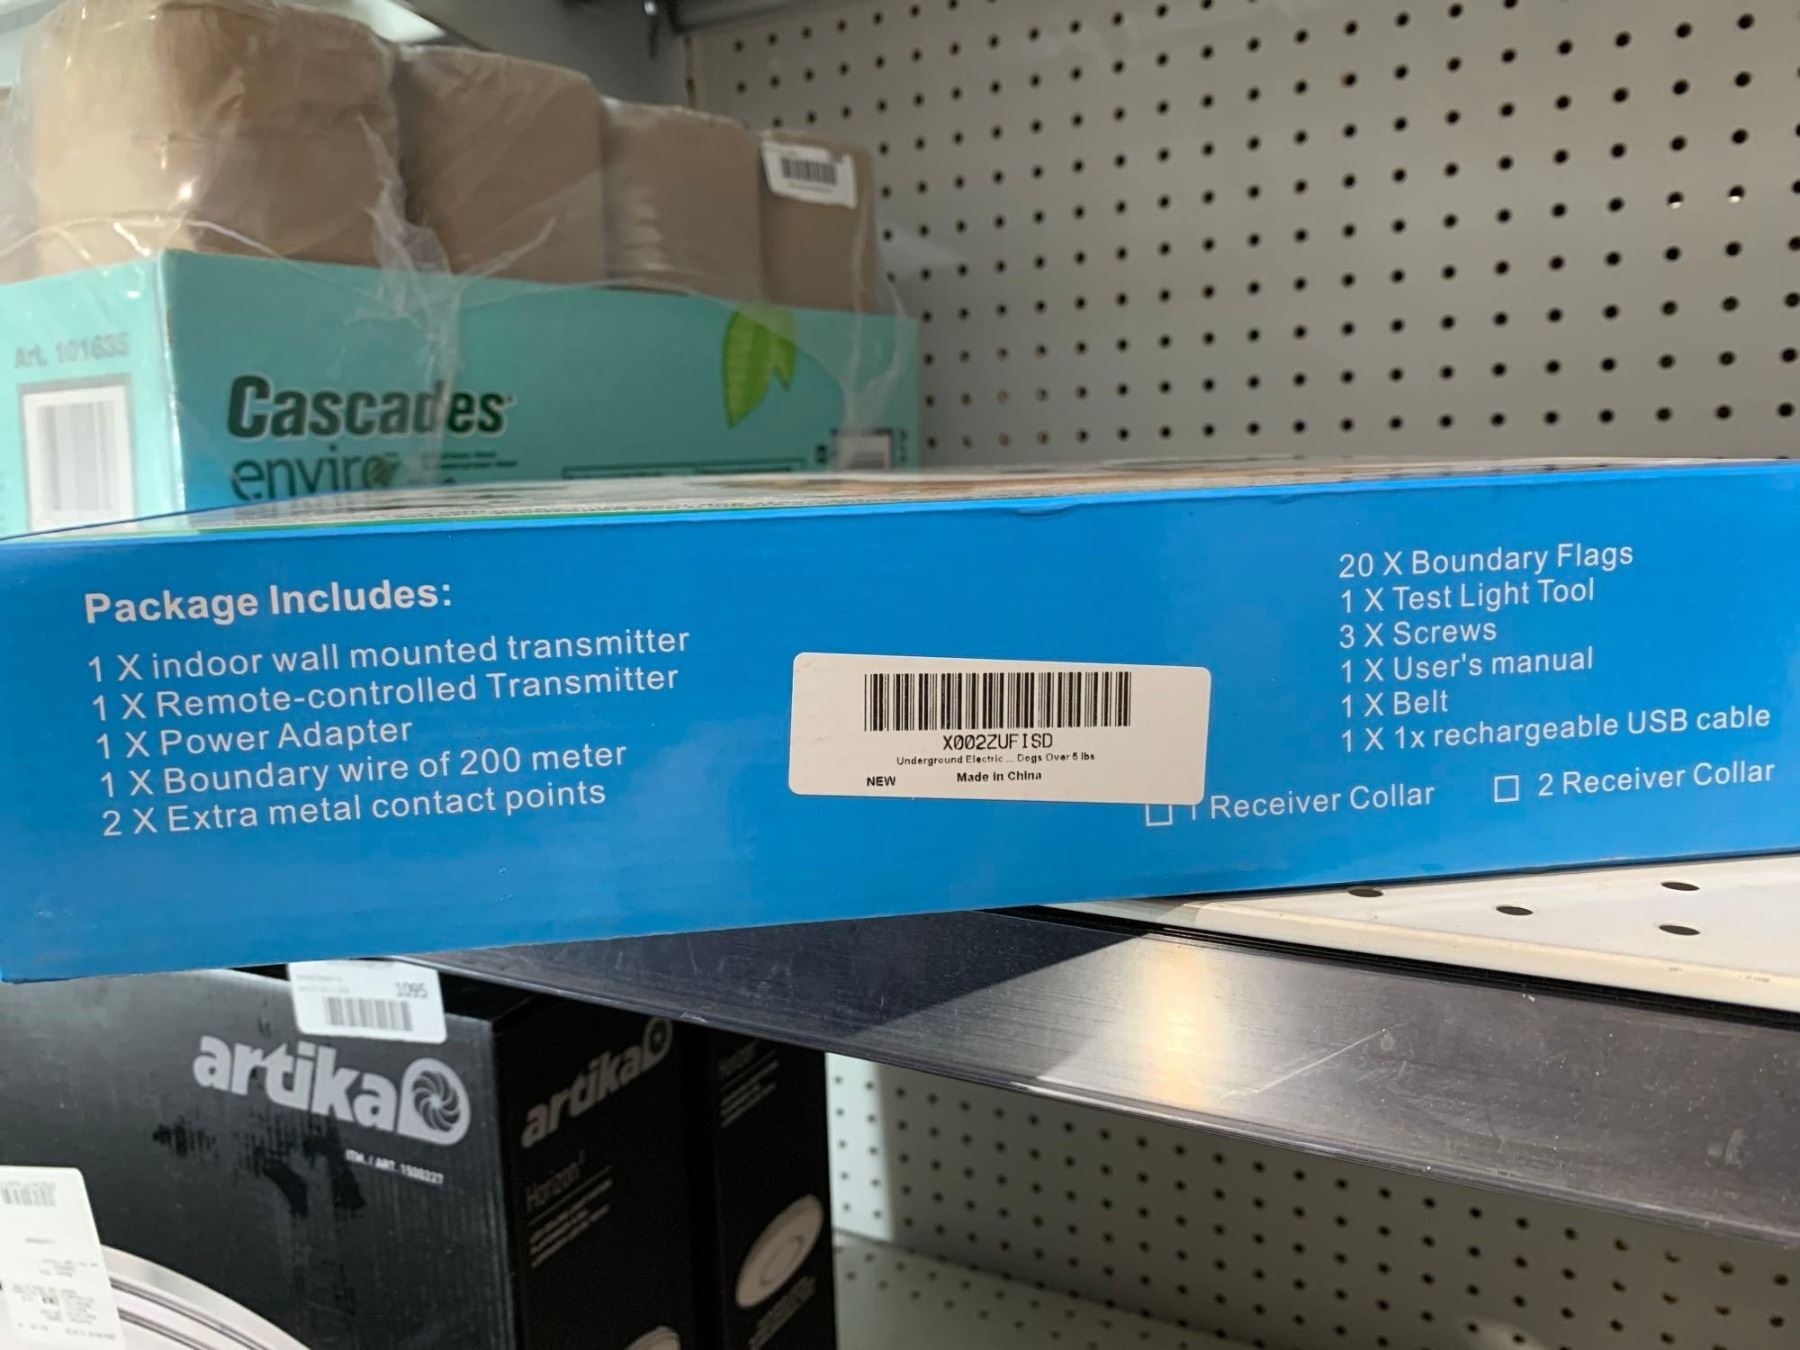 Art. 101635
Cascades
enviro
Package Includes:
1 X indoor wall mounted transmitter
1 X Remote-controlled Transmitter
1 X Power Adapter
1 X Boundary wire of 200 meter
2 X Extra metal contact points
X002ZUFISD
Underground Electric ... Dogs Over 5 lbs
NEW
Made in China
20 X Boundary Flags
1 X Test Light Tool
3 X Screws
1 X User's manual
1 X Belt
1 X 1x rechargeable USB cable
1 Receiver Collar
2 Receiver Collar
1095
artika
ITM. / ART. 1508227
artika
Horizon